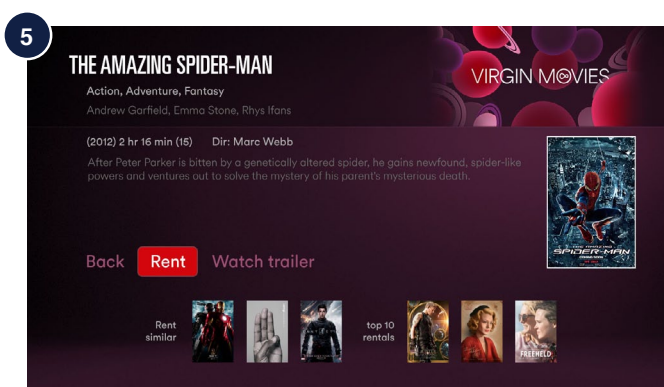 5
THE AMAZING SPIDER-MAN
Action, Adventure, Fantasy
Andrew Garfield, Emma Stone, Rhys Ifans
VIRGIN MOVIES
(2012) 2 hr 16 min (15) Dir: Marc Webb
After Peter Parker is bitten by a genetically altered spider, he gains newfound, spider-like
powers and ventures out to solve the mystery of his parent's mysterious death.
THE AMAZING
SPIDER-MAN
Back Rent Watch trailer
Rent
similar
top 10
rentals
FREEHELD